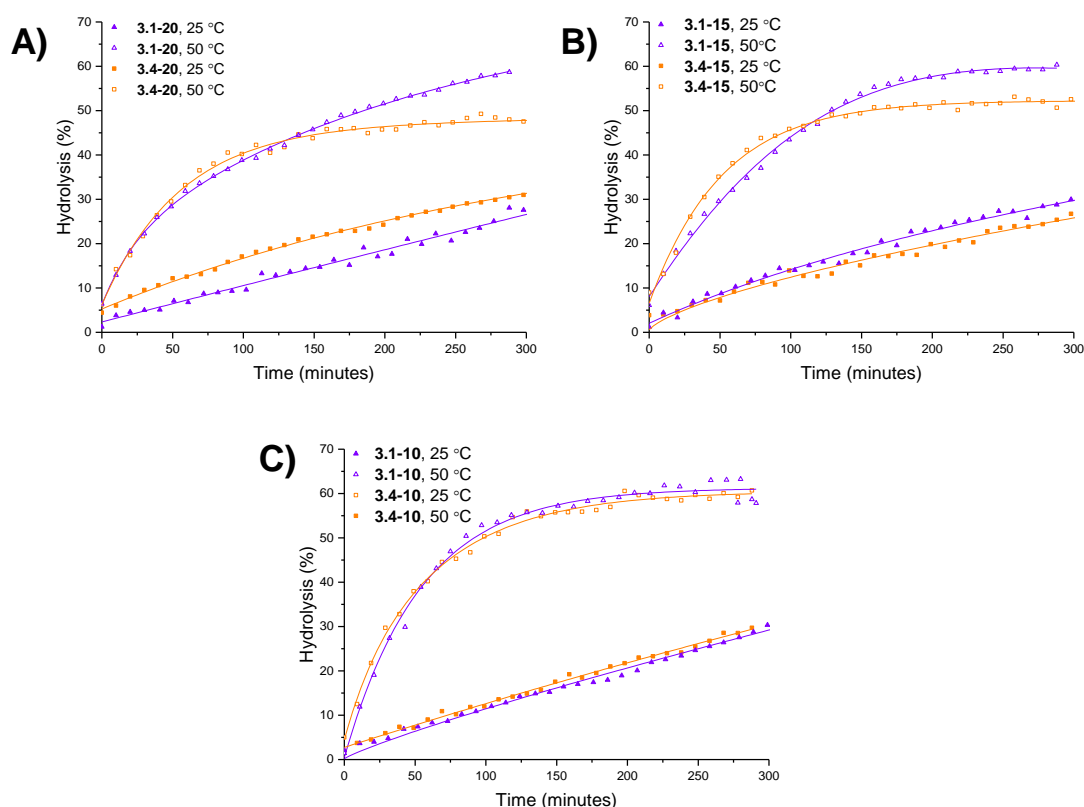 A)
3.1-20, 25 °C
3.1-20, 50 °C
3.4-20, 25 °C
3.4-20, 50 °C
70
60
50
40
30
20
10
0
Hydrolysis (%)
0 50 100 150 200 250 300
Time (minutes)
B)
3.1-15, 25 °C
3.1-15, 50°C
3.4-15, 25 °C
3.4-15, 50°C
70
60
50
40
30
20
10
0
Hydrolysis (%)
0 50 100 150 200 250 300
Time (minutes)
C)
3.1-10, 25 °C
3.1-10, 50 °C
3.4-10, 25 °C
3.4-10, 50 °C
70
60
50
40
30
20
10
0
Hydrolysis (%)
0 50 100 150 200 250 300
Time (minutes)